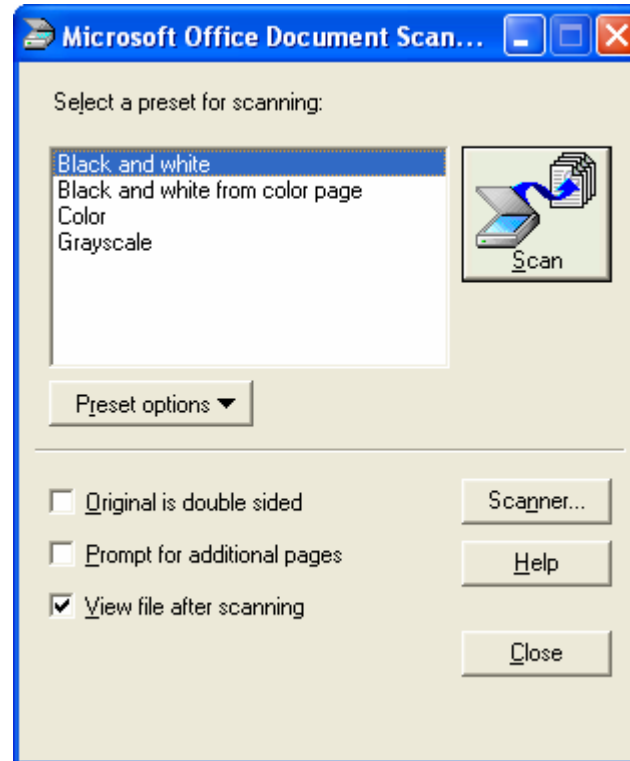 Microsoft Office Document Scan...
Select a preset for scanning:
Black and white
Black and white from color page
Color
Grayscale
Scan
Preset options
Original is double sided
Scanner...
Prompt for additional pages
Help
View file after scanning
Close